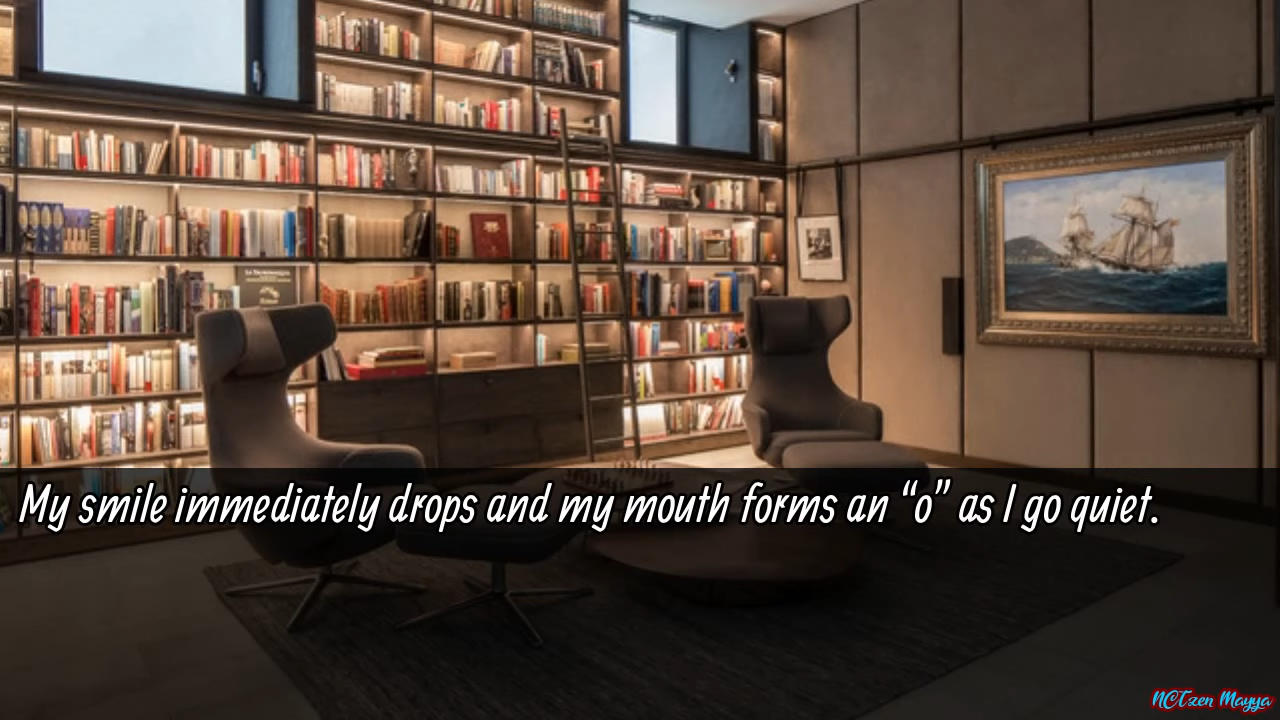 My smile immediately drops and my mouth forms an “o” as I go quiet.
NCTzen Mayya